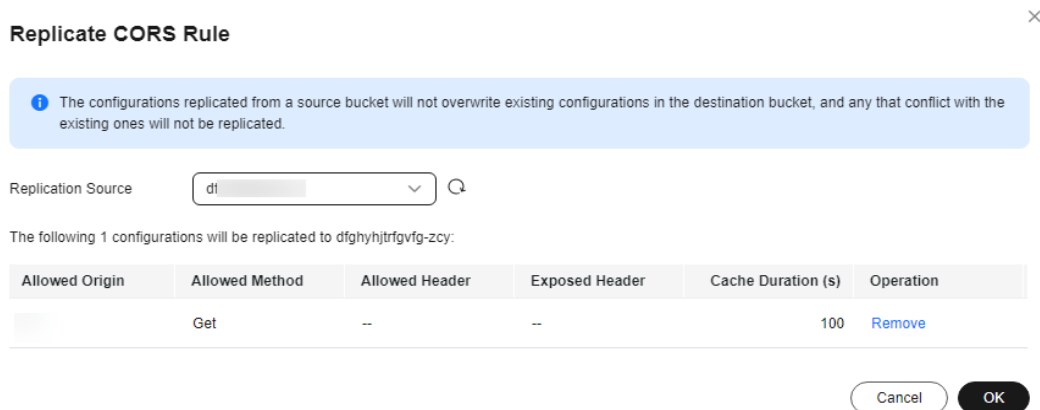 Replicate CORS Rule
The configurations replicated from a source bucket will not overwrite existing configurations in the destination bucket, and any that conflict with the
existing ones will not be replicated.
Replication Source
The following 1 configurations will be replicated to dfghyhjtrfgvfg-zcy:
Allowed Origin Allowed Method Allowed Header Exposed Header Cache Duration (s) Operation
Get -- -- 100 Remove
Cancel OK